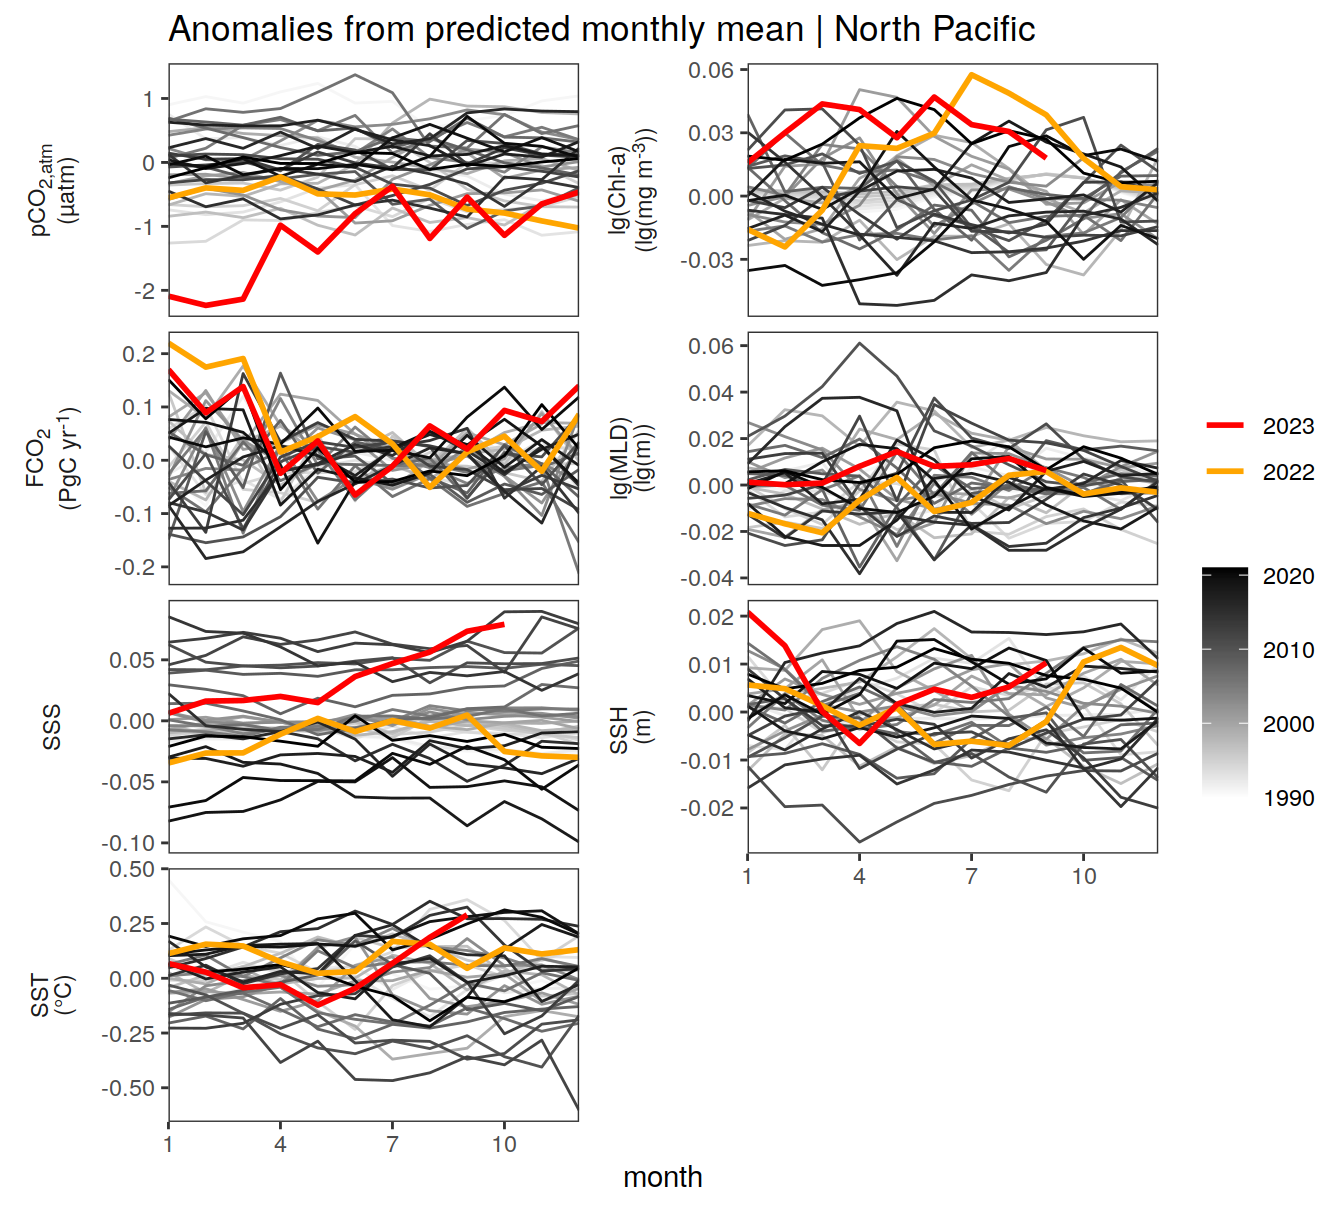 Anomalies from predicted monthly mean | North Pacific
pCO2,atm
(µatm)
1
0
-1
-2
lg(Chl-a)
(lg(mg m-3))
0.06
0.03
0.00
-0.03
FCO2
(PgC yr-1)
0.2
0.1
0.0
-0.1
-0.2
lg(MLD)
(lg(m))
0.06
0.04
0.02
0.00
-0.02
-0.04
SSS
0.05
0.00
-0.05
-0.10
SSH
(m)
0.02
0.01
0.00
-0.01
-0.02
1 4 7 10
SST
(°C)
0.50
0.25
0.00
-0.25
-0.50
1 4 7 10
month
2023
2022
2020
2010
2000
1990